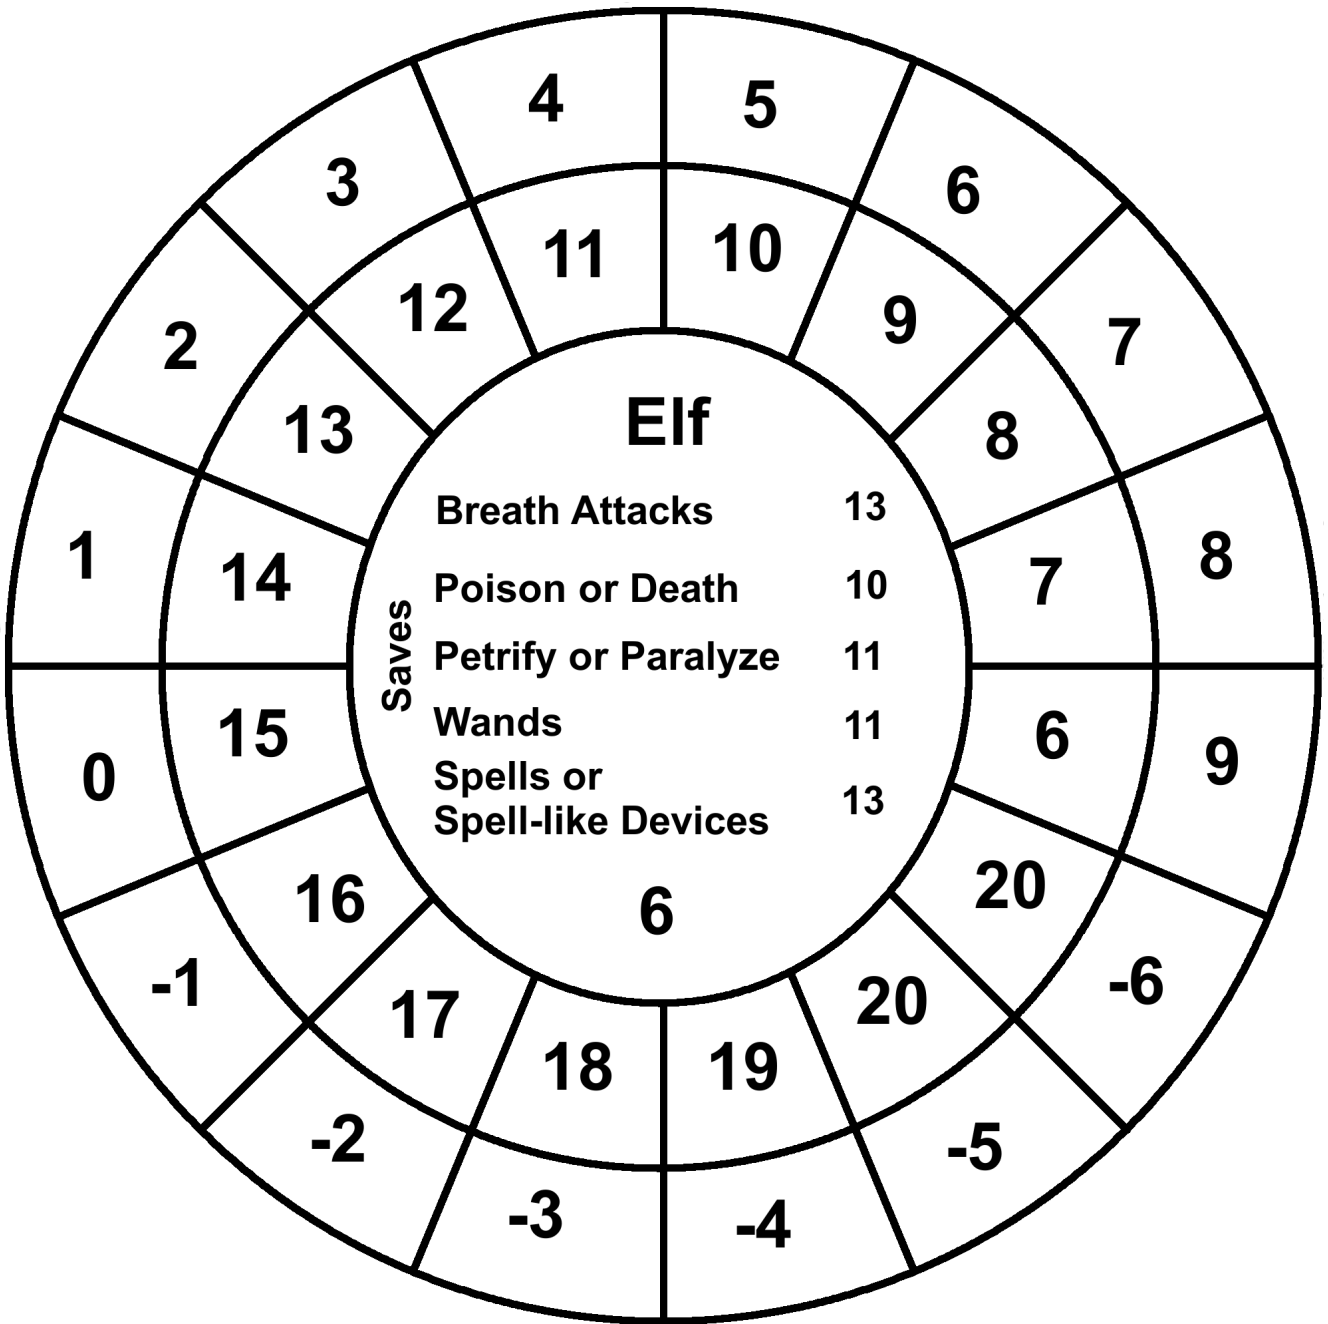 4 5
3 6
11 10
12 9
2 7
13 8
Elf
Breath Attacks 13
1 14 7 8
Poison or Death 10
Saves
Petrify or Paralyze 11
Wands 11
0 15 6 9
Spells or
Spell-like Devices 13
16 20
6
-1 -6
17 20
18 19
-2 -5
-3 -4